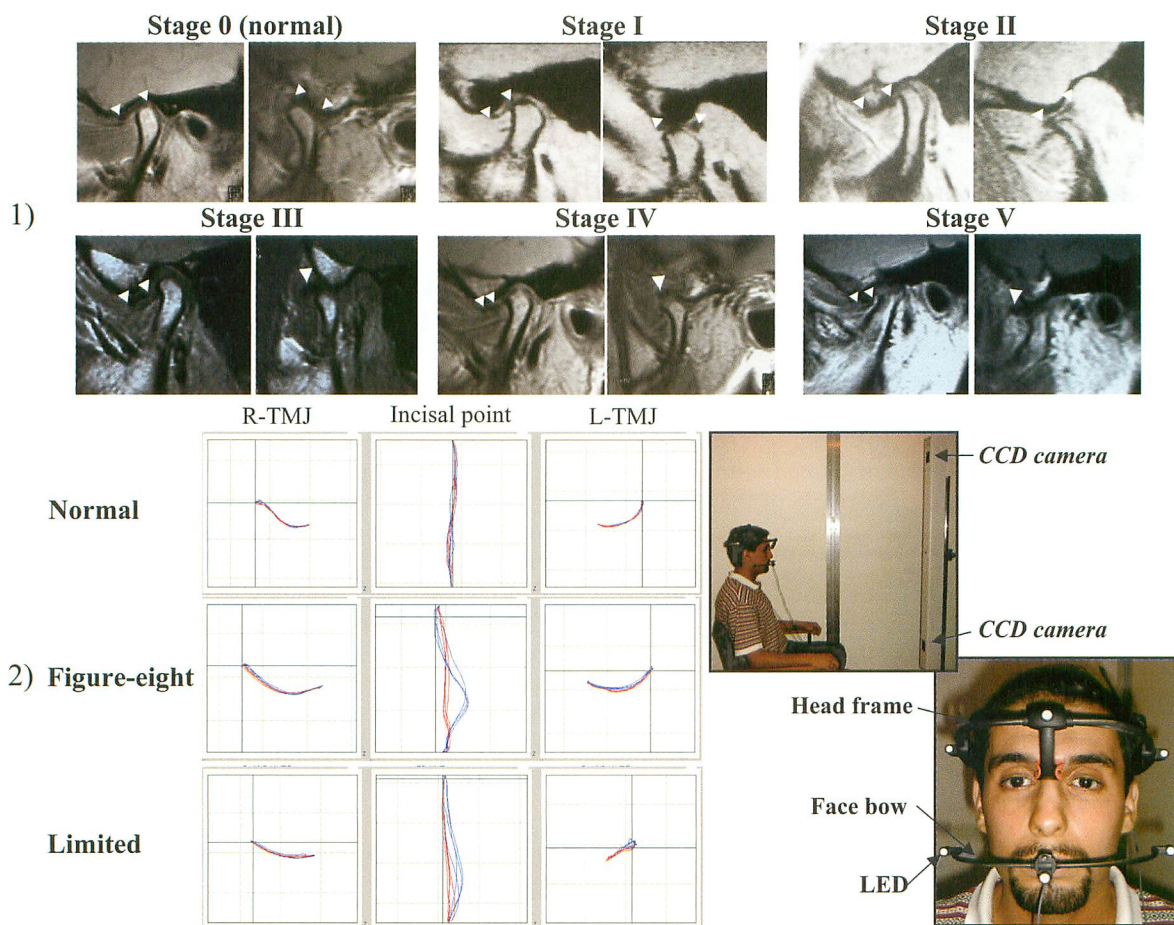 Stage 0 (normal)
Stage I
Stage II
1)
Stage III
Stage IV
Stage V
R-TMJ
Incisal point
L-TMJ
CCD camera
Normal
CCD camera
2)
Figure-eight
Head frame
Face bow
Limited
LED